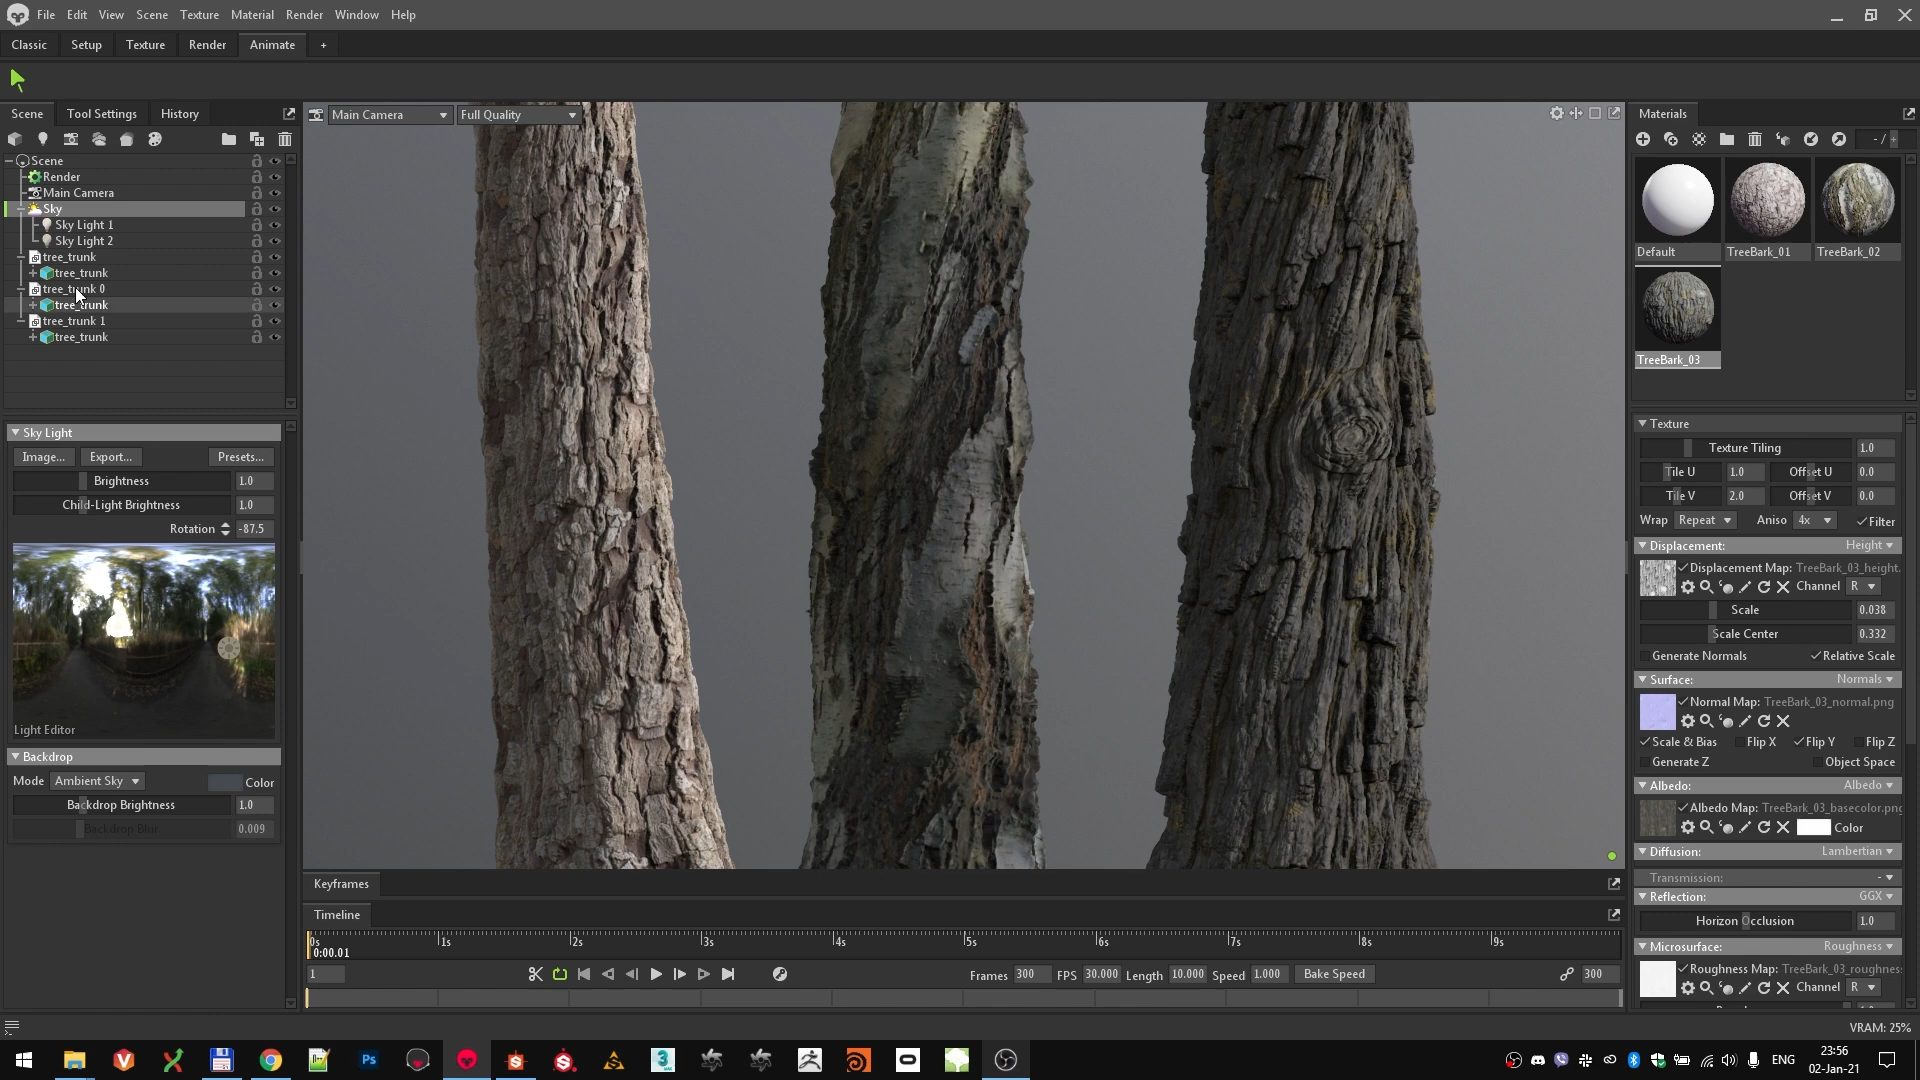 File Edit View Scene Texture Material Render Window Help
Classic Setup Texture Render Animate +
Scene Tool Settings History
Main Camera Full Quality
Materials
- / +
Scene
Render
Main Camera
Sky
Sky Light 1
Sky Light 2
tree_trunk
tree_trunk
tree_trunk 0
tree_trunk
tree_trunk 1
tree_trunk
Default TreeBark_01 TreeBark_02
TreeBark_03
Sky Light
Image... Export... Presets...
Brightness 1.0
Child-Light Brightness 1.0
Rotation -87.5
Light Editor
Backdrop
Mode Ambient Sky Color
Backdrop Brightness 1.0
Backdrop Blur 0.009
Texture
Texture Tiling 1.0
Tile U 1.0 Offset U 0.0
Tile V 2.0 Offset V 0.0
Wrap Repeat Aniso 4x Filter
Displacement: Height
Displacement Map: TreeBark_03_height.
Channel R
Scale 0.038
Scale Center 0.332
Generate Normals Relative Scale
Surface: Normals
Normal Map: TreeBark_03_normal.png
Scale & Bias Flip X Flip Y Flip Z
Generate Z Object Space
Albedo: Albedo
Albedo Map: TreeBark_03_basecolor.png
Color
Diffusion: Lambertian
Transmission: -
Reflection: GGX
Horizon Occlusion 1.0
Microsurface: Roughness
Roughness Map: TreeBark_03_roughness
Channel R
Keyframes
Timeline
0s 1s 2s 3s 4s 5s 6s 7s 8s 9s
0:00.01
1 Frames 300 FPS 30.000 Length 10.000 Speed 1.000 Bake Speed 300
VRAM: 25%
Ps 3 ENG 23:56
02-Jan-21